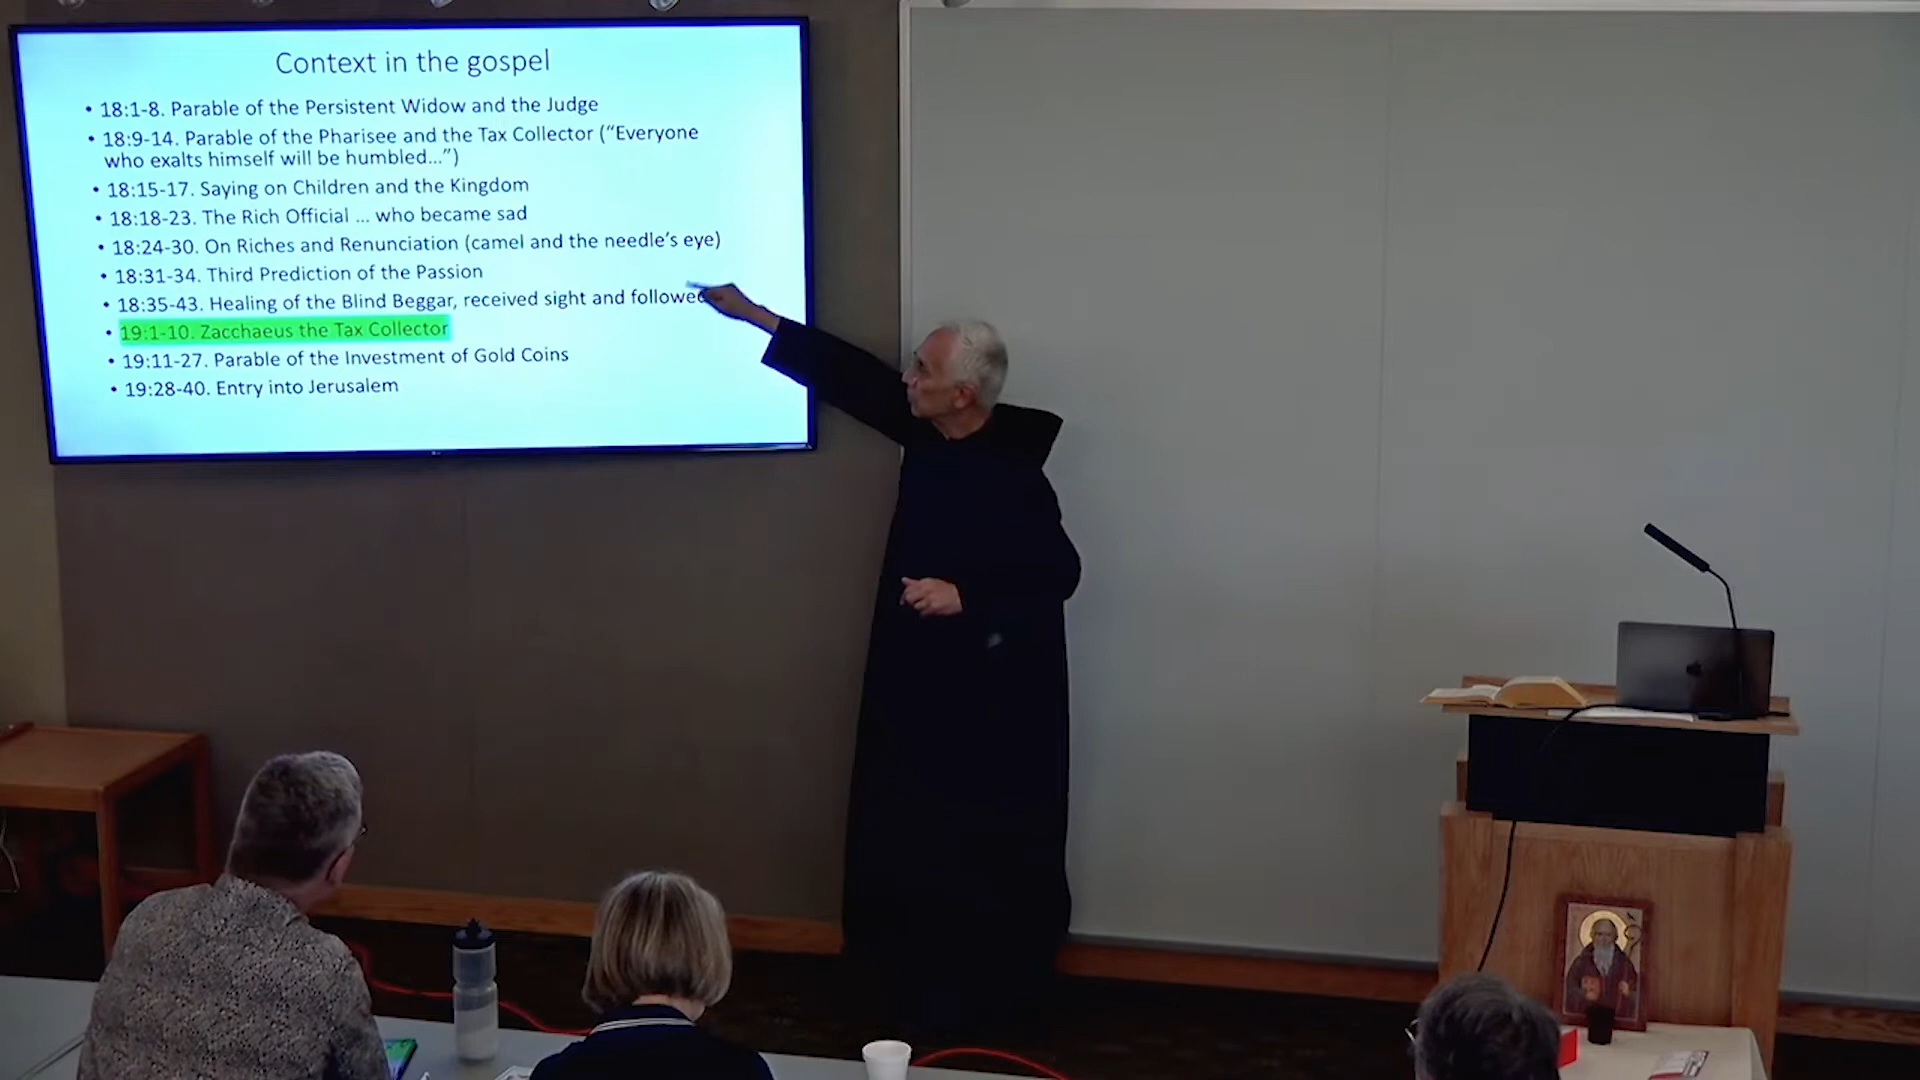 Context in the gospel
• 18:1-8. Parable of the Persistent Widow and the Judge
• 18:9-14. Parable of the Pharisee and the Tax Collector (“Everyone
who exalts himself will be humbled...”)
• 18:15-17. Saying on Children and the Kingdom
• 18:18-23. The Rich Official ... who became sad
• 18:24-30. On Riches and Renunciation (camel and the needle’s eye)
• 18:31-34. Third Prediction of the Passion
• 18:35-43. Healing of the Blind Beggar, received sight and followed
• 19:1-10. Zacchaeus the Tax Collector
• 19:11-27. Parable of the Investment of Gold Coins
• 19:28-40. Entry into Jerusalem